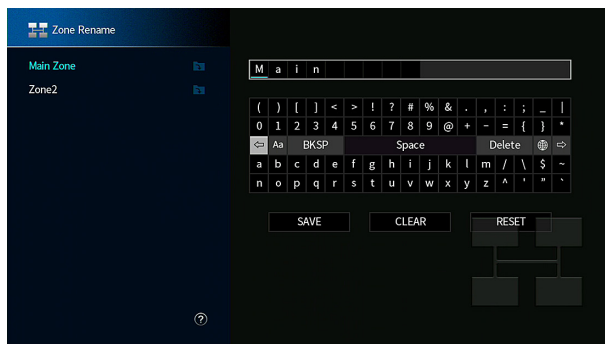 Zone Rename
Main Zone
Zone2
M a i n
( ) [ ] < > ! ? # % & . , : ; _ |
0 1 2 3 4 5 6 7 8 9 @ + - = { } *
⇦ Aa BKSP Space Delete ⇨
a b c d e f g h i j k l m / \ $ ~
n o p q r s t u v w x y z ^ ' " `
SAVE CLEAR RESET
?